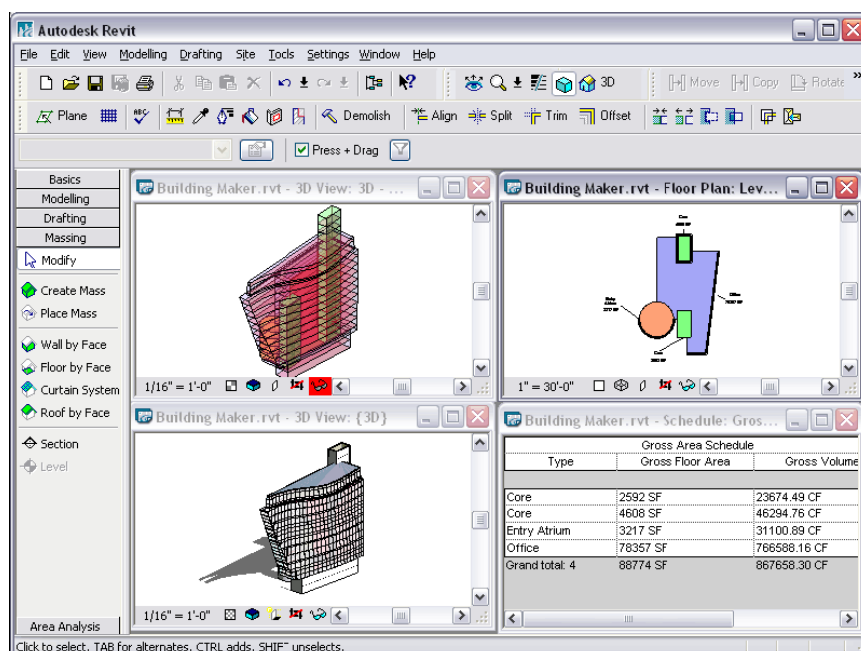 Autodesk Revit
File Edit View Modelling Drafting Site Tools Settings Window Help
3D Move Copy Rotate »
Plane ABC Demolish Align Split Trim Offset
Press + Drag
Basics
Modelling
Drafting
Massing
Modify
Create Mass
Place Mass
Wall by Face
Floor by Face
Curtain System
Roof by Face
Section
Level
Area Analysis
Building Maker.rvt - 3D View: 3D - ...
1/16" = 1'-0"
Building Maker.rvt - Floor Plan: Lev...
Core
Entry
Atrium
Office
Core
1" = 30'-0"
Building Maker.rvt - 3D View: {3D}
1/16" = 1'-0"
Building Maker.rvt - Schedule: Gros...
Gross Area Schedule
Type Gross Floor Area Gross Volume
Core 2592 SF 23674.49 CF
Core 4608 SF 46294.76 CF
Entry Atrium 3217 SF 31100.89 CF
Office 78357 SF 766588.16 CF
Grand total: 4 88774 SF 867658.30 CF
Click to select, TAB for alternates, CTRL adds, SHIFT unselects.